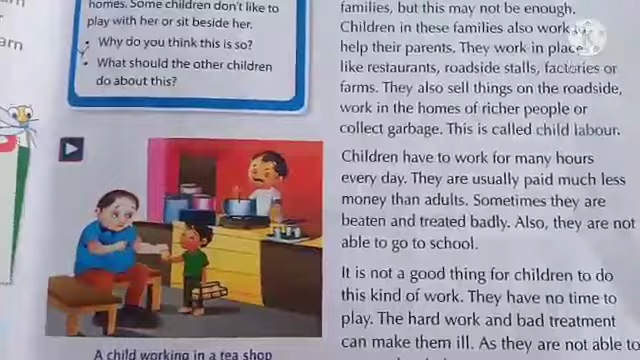 homes. Some children don't like to
play with her or sit beside her.
Why do you think this is so?
What should the other children
do about this?
A child working in a tea shop
families, but this may not be enough.
Children in these families also work to
help their parents. They work in
like restaurants, roadside stalls, factories or
farms. They also sell things on the roadside,
work in the homes of richer people or
collect garbage. This is called child labour.
Children have to work for many hours
every day. They are usually paid much less
money than adults. Sometimes they are
beaten and treated badly. Also, they are not
able to go to school.
It is not a good thing for children to do
this kind of work. They have no time to
play. The hard work and bad treatment
can make them ill. As they are not able to